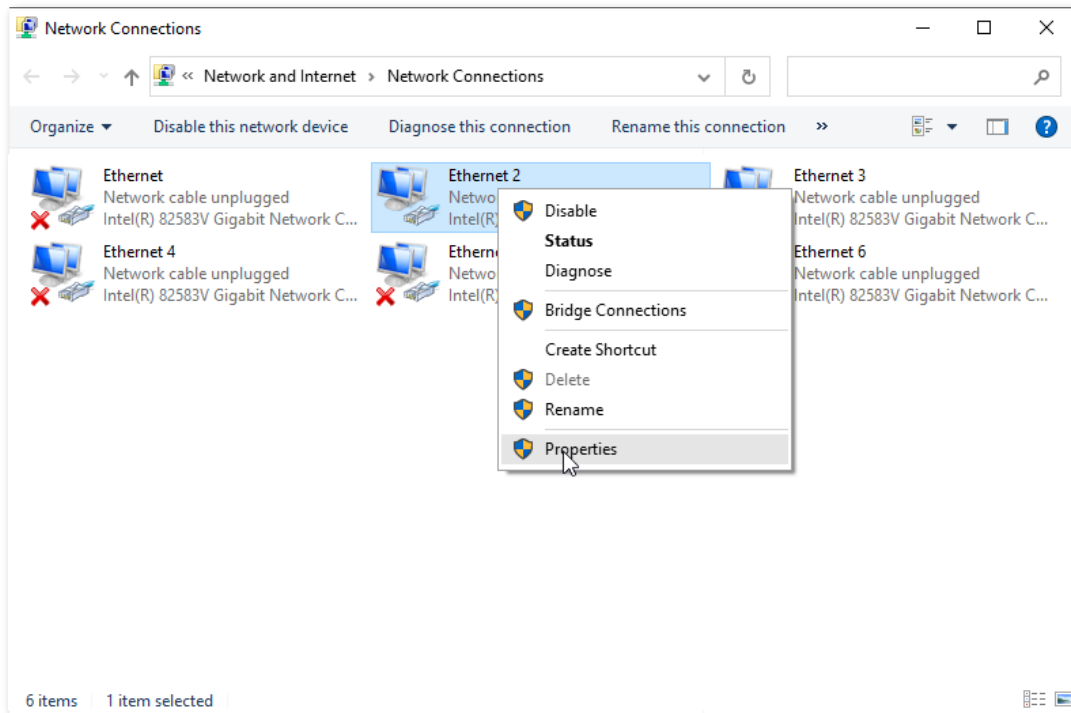 Network Connections
« Network and Internet > Network Connections
Organize Disable this network device Diagnose this connection Rename this connection »
Ethernet
Network cable unplugged
Intel(R) 82583V Gigabit Network C...
Ethernet 2
Netwo
Intel(R)
Ethernet 3
Network cable unplugged
Intel(R) 82583V Gigabit Network C...
Ethernet 4
Network cable unplugged
Intel(R) 82583V Gigabit Network C...
Etherne
Netwo
Intel(R)
Ethernet 6
Network cable unplugged
Intel(R) 82583V Gigabit Network C...
Disable
Status
Diagnose
Bridge Connections
Create Shortcut
Delete
Rename
Properties
6 items 1 item selected